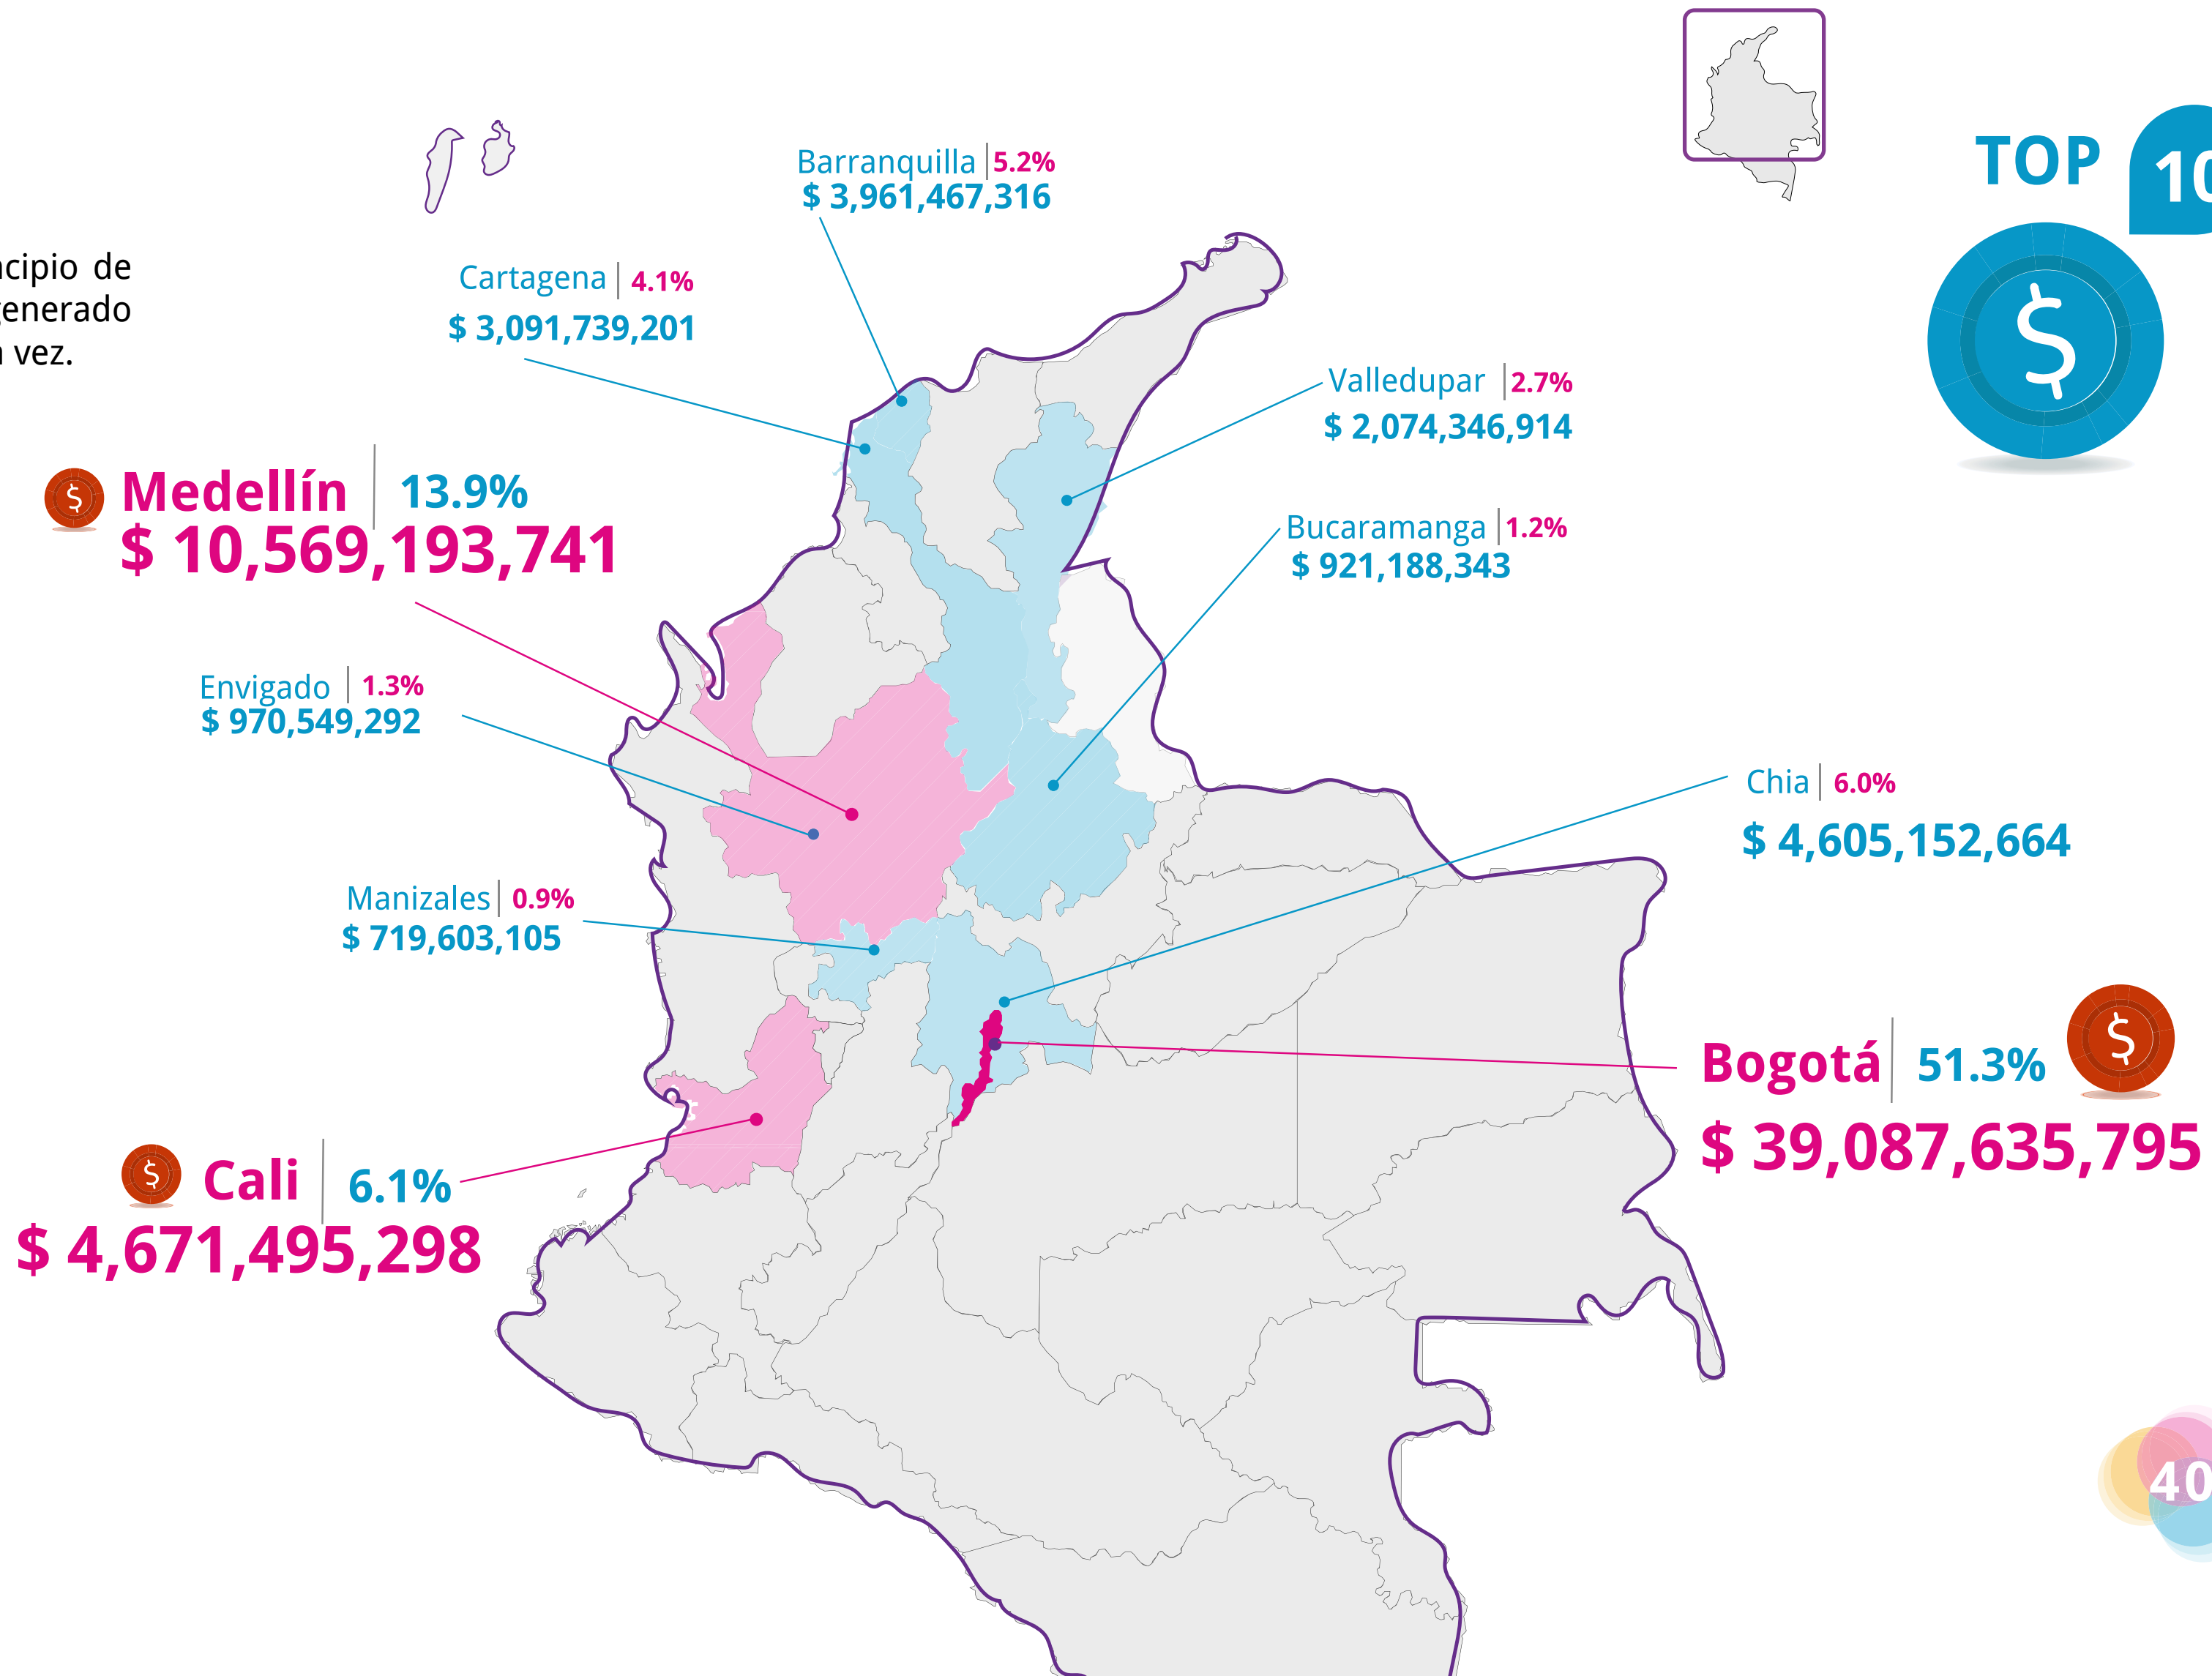 TOP
Barranquilla 5.2%
$ 3,961,467,316
de
Cartagena 4.1%
$ 3,091,739,201
vez.
Valledupar 2.7%
$ 2,074,346,914
Medellín 13.9%
$ 10,569,193,741
Bucaramanga 1.2%
$ 921,188,343
Envigado 1.3%
$ 970,549,292
Chia 6.0%
$ 4,605,152,664
Manizales 0.9%
$ 719,603,105
Bogotá 51.3%
$ 39,087,635,795
Cali 6.1%
$ 4,671,495,298
40